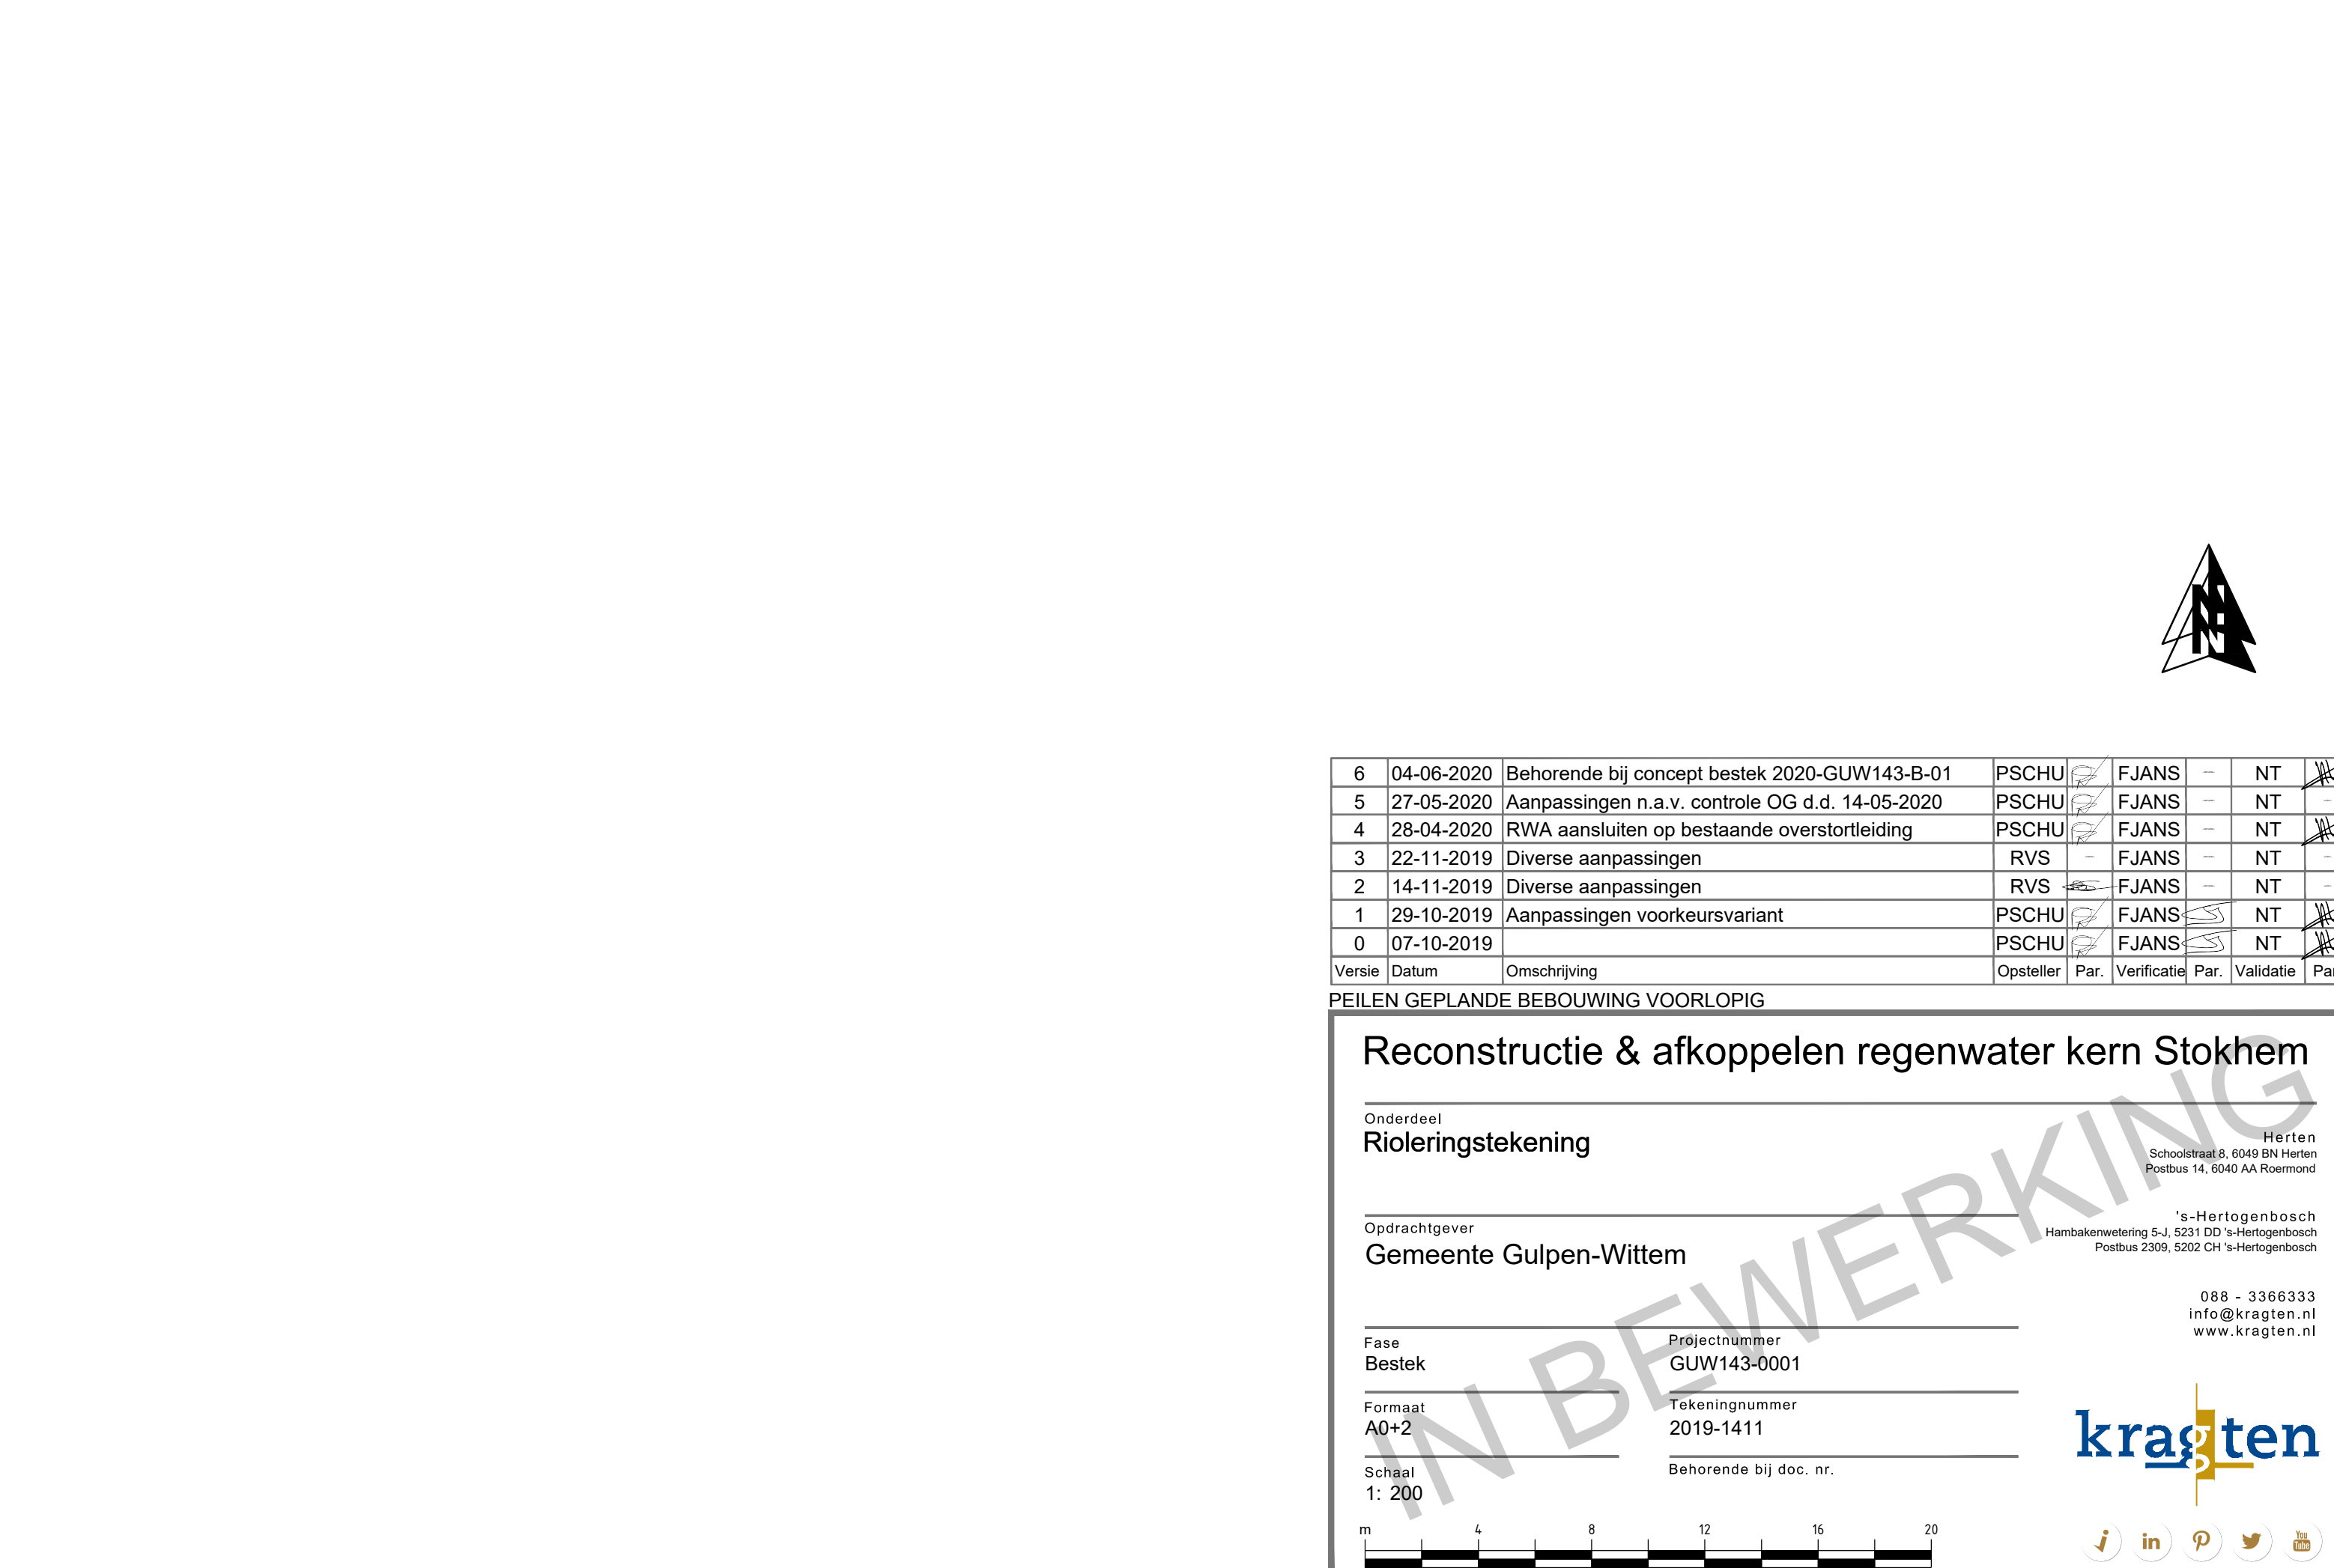 N
N
6 04-06-2020 Behorende bij concept bestek 2020-GUW143-B-01 PSCHU FJANS - NT
5 27-05-2020 Aanpassingen n.a.v. controle OG d.d. 14-05-2020 PSCHU FJANS - NT -
4 28-04-2020 RWA aansluiten op bestaande overstortleiding PSCHU FJANS - NT
3 22-11-2019 Diverse aanpassingen RVS - FJANS - NT -
2 14-11-2019 Diverse aanpassingen RVS FJANS - NT -
1 29-10-2019 Aanpassingen voorkeursvariant PSCHU FJANS NT
0 07-10-2019 PSCHU FJANS NT
Versie Datum Omschrijving Opsteller Par. Verificatie Par. Validatie
PEILEN GEPLANDE BEBOUWING VOORLOPIG
Reconstructie & afkoppelen regenwater kern Stokhem
Onderdeel
Rioleringstekening
Herten
Schoolstraat 8, 6049 BN Herten
Postbus 14, 6040 AA Roermond
Opdrachtgever
Gemeente Gulpen-Wittem
's-Hertogenbosch
Hambakenwetering 5-J, 5231 DD 's-Hertogenbosch
Postbus 2309, 5202 CH 's-Hertogenbosch
088 - 3366333
info@kragten.nl
www.kragten.nl
IN BEWERKING
Fase Projectnummer
Bestek GUW143-0001
Formaat Tekeningnummer
A0+2 2019-1411
Schaal Behorende bij doc. nr.
1: 200
kragten
m 4 8 12 16 20
in
You
Tube